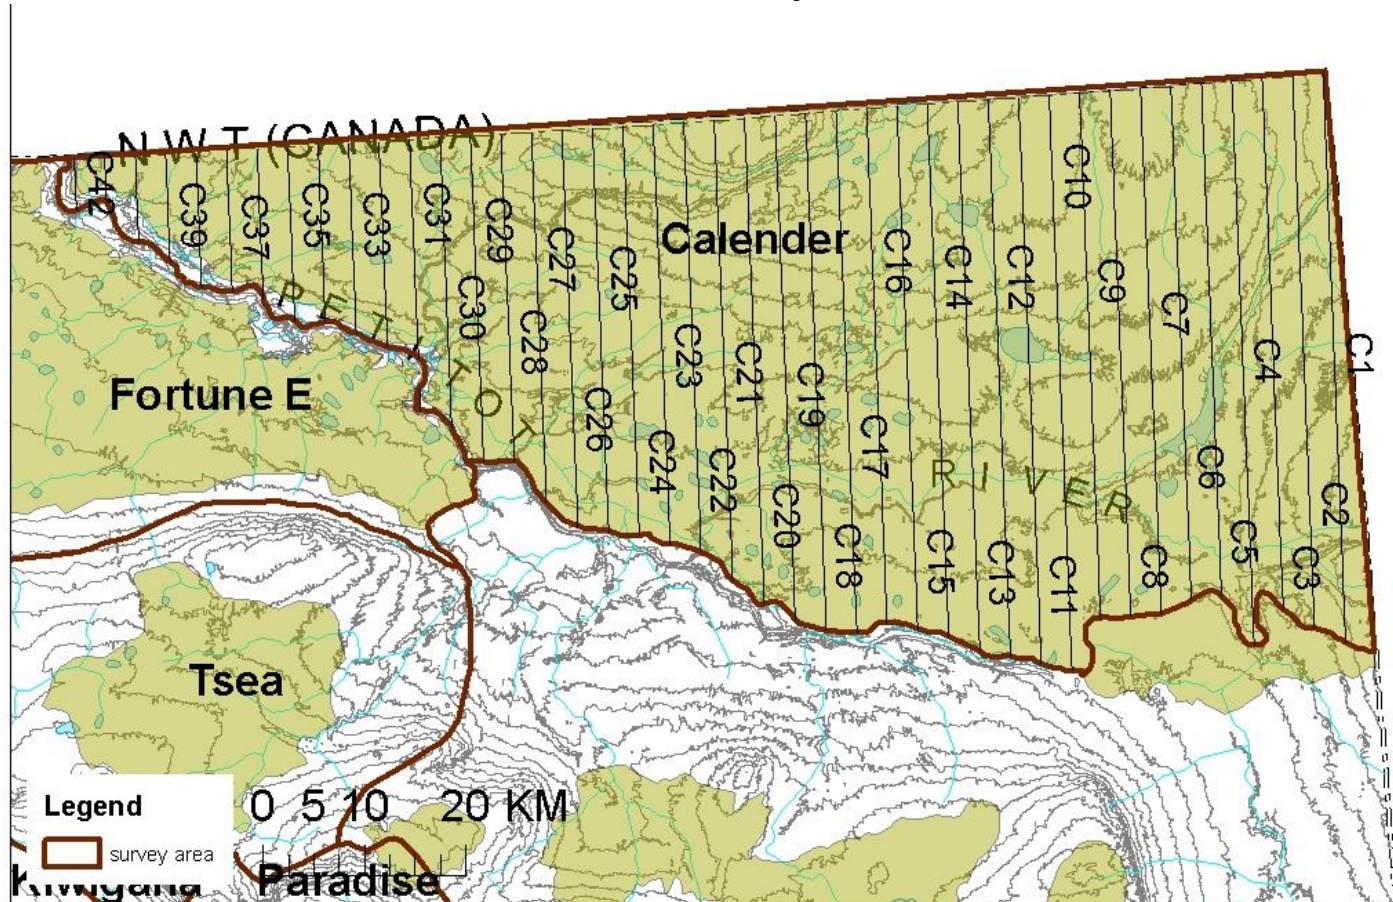 N W T (CANADA)
C42
C39
C37
C35
C33
C31
C30
C29
C28
C27
C26
C25
C24
C23
C22
C21
C20
C19
C18
C17
C16
C15
C14
C13
C12
C11
C10
C9
C8
C7
C6
C5
C4
C3
C2
C1
Calender
PETITOT RIVER
Fortune E
Tsea
Legend
survey area
0 5 10 20 KM
Kiwigana
Paradise